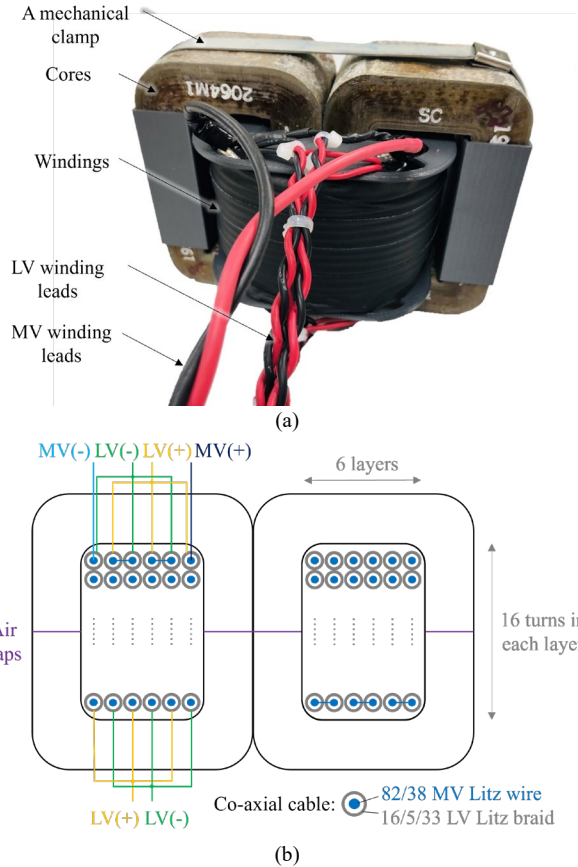 A mechanical
clamp
Cores
Windings
LV winding
leads
MV winding
leads
2064M1
SC
(a)
MV(-) LV(-) LV(+) MV(+)
6 layers
16 turns in
each laye
Air
aps
LV(+) LV(-)
Co-axial cable:
82/38 MV Litz wire
16/5/33 LV Litz braid
(b)